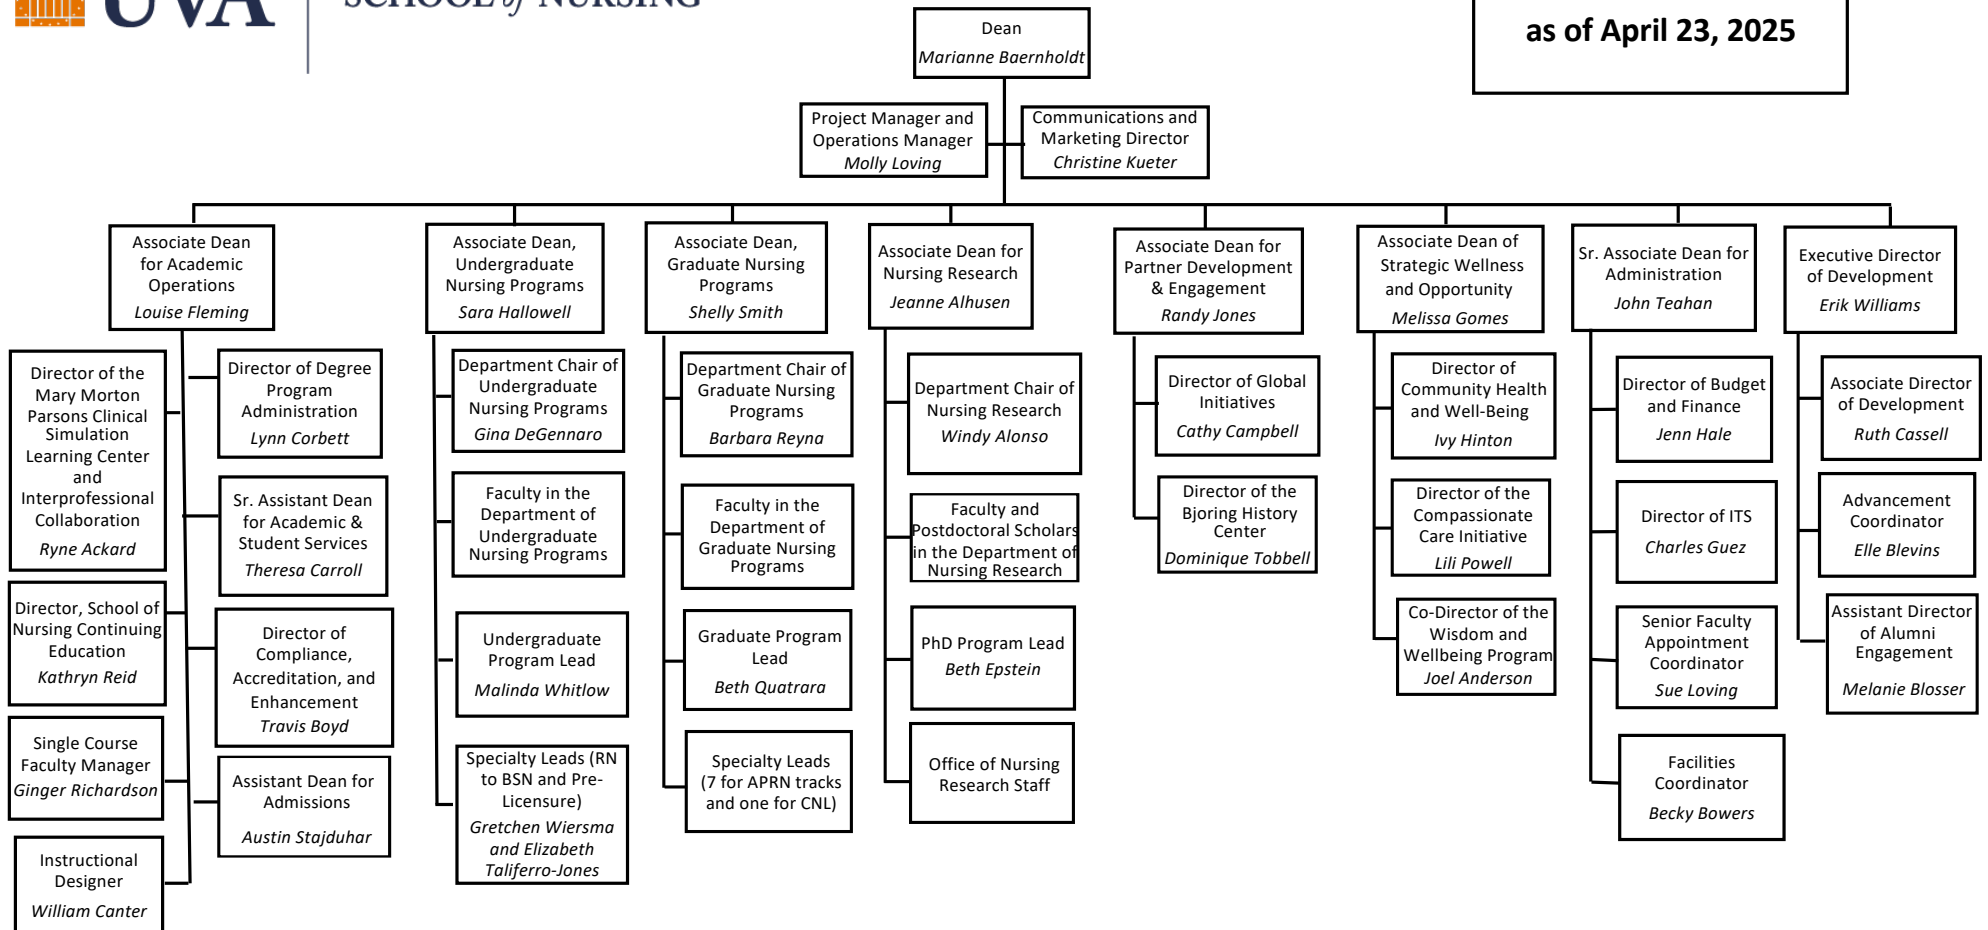 UVA
SCHOOL of NURSING
as of April 23, 2025
Dean
Marianne Baernholdt
Project Manager and
Operations Manager
Molly Loving
Communications and
Marketing Director
Christine Kueter
Associate Dean
for Academic
Operations
Louise Fleming
Associate Dean,
Undergraduate
Nursing Programs
Sara Hallowell
Associate Dean,
Graduate Nursing
Programs
Shelly Smith
Associate Dean for
Nursing Research
Jeanne Alhusen
Associate Dean for
Partner Development
& Engagement
Randy Jones
Associate Dean of
Strategic Wellness
and Opportunity
Melissa Gomes
Sr. Associate Dean for
Administration
John Teahan
Executive Director
of Development
Erik Williams
Director of the
Mary Morton
Parsons Clinical
Simulation
Learning Center
and
Interprofessional
Collaboration
Ryne Ackard
Director, School of
Nursing Continuing
Education
Kathryn Reid
Single Course
Faculty Manager
Ginger Richardson
Instructional
Designer
William Canter
Director of Degree
Program
Administration
Lynn Corbett
Sr. Assistant Dean
for Academic &
Student Services
Theresa Carroll
Director of
Compliance,
Accreditation, and
Enhancement
Travis Boyd
Assistant Dean for
Admissions
Austin Stajduhar
Department Chair of
Undergraduate
Nursing Programs
Gina DeGennaro
Faculty in the
Department of
Undergraduate
Nursing Programs
Undergraduate
Program Lead
Malinda Whitlow
Specialty Leads (RN
to BSN and Pre-
Licensure)
Gretchen Wiersma
and Elizabeth
Taliferro-Jones
Department Chair of
Graduate Nursing
Programs
Barbara Reyna
Faculty in the
Department of
Graduate Nursing
Programs
Graduate Program
Lead
Beth Quatrara
Specialty Leads
(7 for APRN tracks
and one for CNL)
Department Chair of
Nursing Research
Windy Alonso
Faculty and
Postdoctoral Scholars
in the Department of
Nursing Research
PhD Program Lead
Beth Epstein
Office of Nursing
Research Staff
Director of Global
Initiatives
Cathy Campbell
Director of the
Bjoring History
Center
Dominique Tobbell
Director of
Community Health
and Well-Being
Ivy Hinton
Director of the
Compassionate
Care Initiative
Lili Powell
Co-Director of the
Wisdom and
Wellbeing Program
Joel Anderson
Director of Budget
and Finance
Jenn Hale
Director of ITS
Charles Guez
Senior Faculty
Appointment
Coordinator
Sue Loving
Facilities
Coordinator
Becky Bowers
Associate Director
of Development
Ruth Cassell
Advancement
Coordinator
Elle Blevins
Assistant Director
of Alumni
Engagement
Melanie Blosser